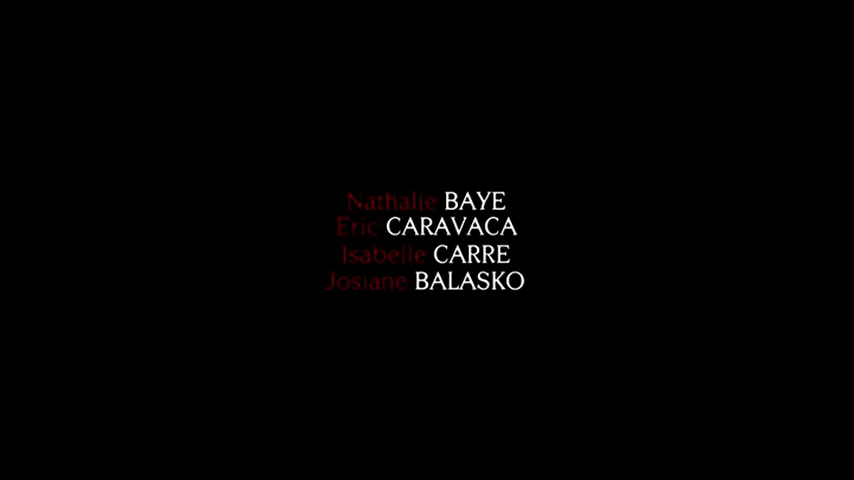 Nathalie BAYE
Eric CARAVACA
Isabelle CARRE
Josiane BALASKO